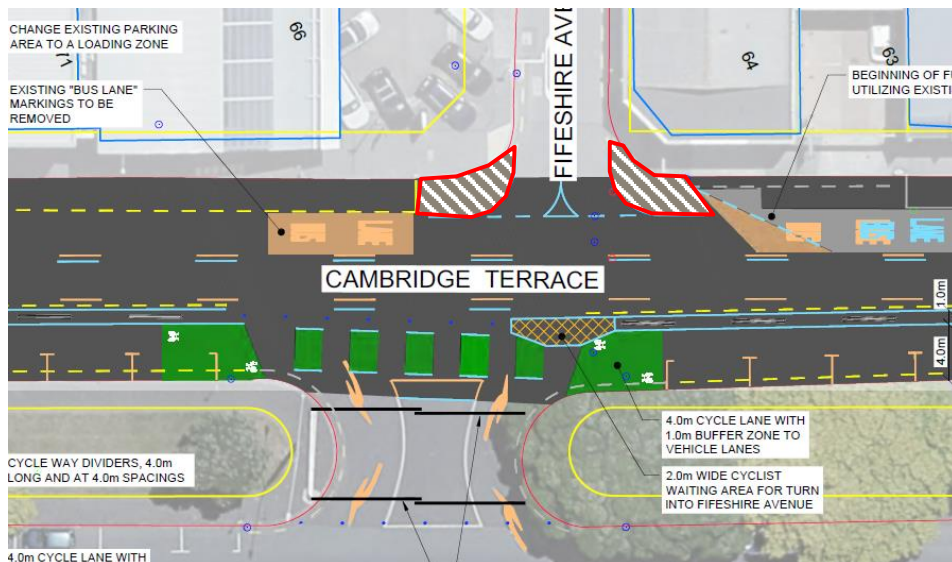 CHANGE EXISTING PARKING
AREA TO A LOADING ZONE
71
66
EXISTING "BUS LANE"
MARKINGS TO BE
REMOVED
FIFESHIRE AVE
64
63
BEGINNING OF
UTILIZING
CAMBRIDGE TERRACE
1.0m
4.0m
4.0m CYCLE LANE WITH
1.0m BUFFER ZONE TO
VEHICLE LANES
2.0m WIDE CYCLIST
WAITING AREA FOR TURN
INTO FIFESHIRE AVENUE
CYCLE WAY DIVIDERS, 4.0m
LONG AND AT 4.0m SPACINGS
4.0m CYCLE LANE WITH